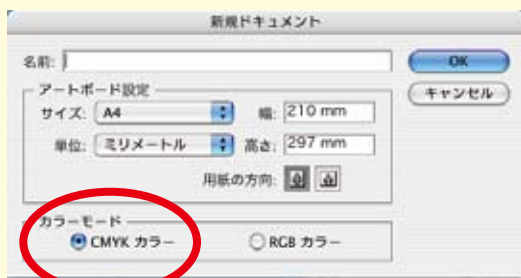 新規ドキュメント
名前: OK
アートボード設定 キャンセル
サイズ: A4 幅: 210 mm
単位: ミリメートル 高さ: 297 mm
用紙の方向:
カラーモード
CMYK カラー RGB カラー